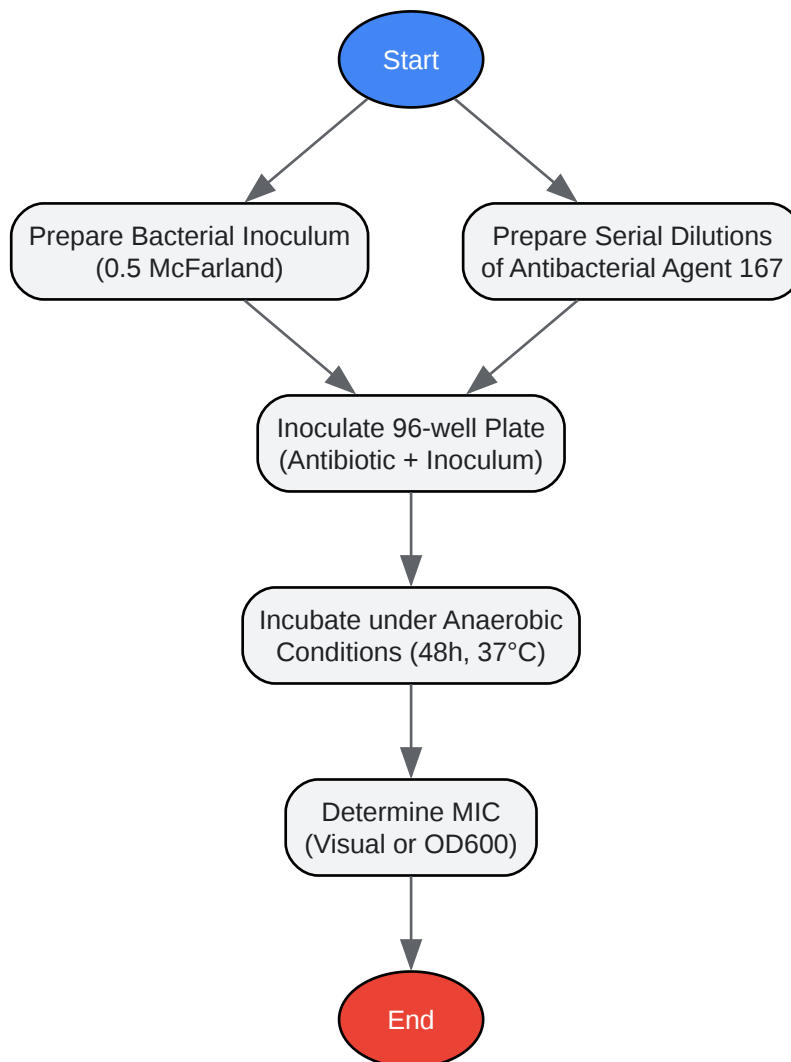 Start
Prepare Bacterial Inoculum
(0.5 McFarland)
Prepare Serial Dilutions
of Antibacterial Agent 167
Inoculate 96-well Plate
(Antibiotic + Inoculum)
Incubate under Anaerobic
Conditions (48h, 37°C)
Determine MIC
(Visual or OD600)
End